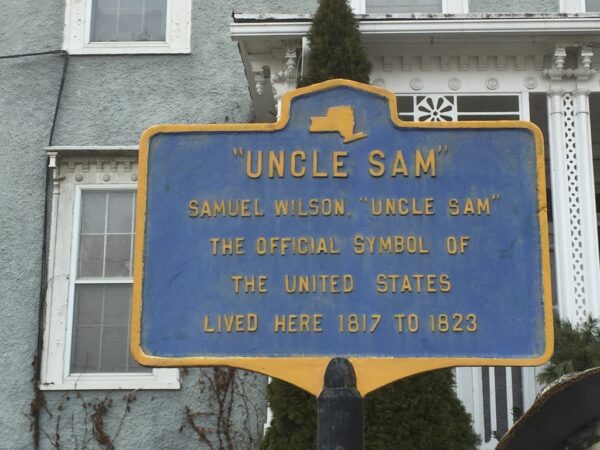 "UNCLE SAM"
SAMUEL WILSON, "UNCLE SAM"
THE OFFICIAL SYMBOL OF
THE UNITED STATES
LIVED HERE 1817 TO 1823